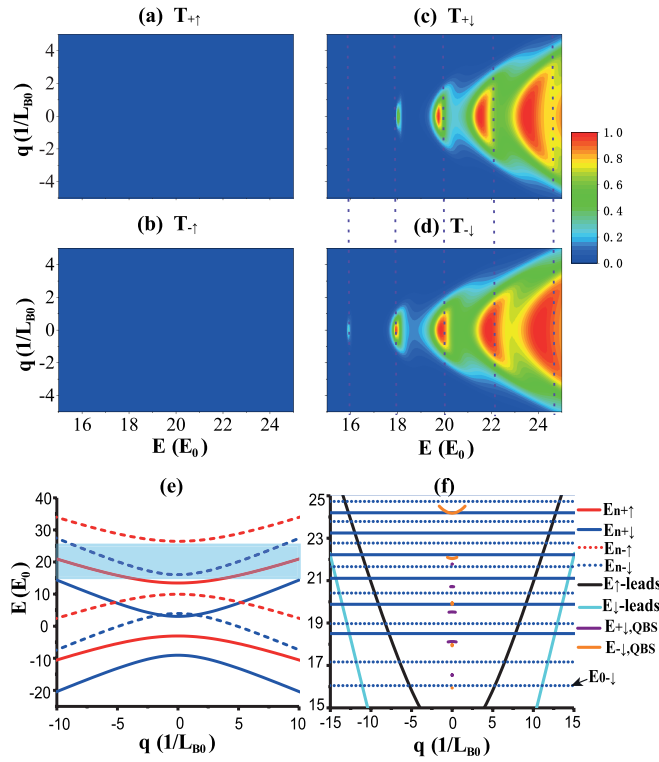 (a) T+↑
(c) T+↓
q (1/LB0)
4
2
0
-2
-4
1.0
0.8
0.6
0.4
0.2
0.0
(b) T-↑
(d) T-↓
q (1/LB0)
4
2
0
-2
-4
16 18 20 22 24
16 18 20 22 24
E (E0)
E (E0)
(e)
(f)
E (E0)
40
30
20
10
0
-10
-20
-10 -5 0 5 10
q (1/LB0)
25
23
21
19
17
15
-15 -10 -5 0 5 10 15
q (1/LB0)
En+↑
En+↓
En-↑
En-↓
E↑-leads
E↓-leads
E+↓,QBS
E-↓,QBS
E0-↓